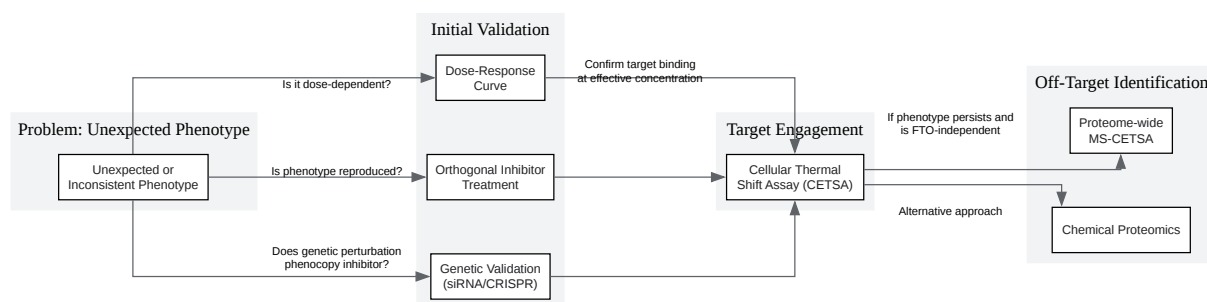 Initial Validation
Dose-Response
Curve
Is it dose-dependent?
Confirm target binding
at effective concentration
Off-Target Identification
Problem: Unexpected Phenotype
Target Engagement
If phenotype persists and
is FTO-independent
Proteome-wide
MS-CETSA
Unexpected or
Inconsistent Phenotype
Is phenotype reproduced?
Orthogonal Inhibitor
Treatment
Cellular Thermal
Shift Assay (CETSA)
Alternative approach
Chemical Proteomics
Does genetic perturbation
phenocopy inhibitor?
Genetic Validation
(siRNA/CRISPR)